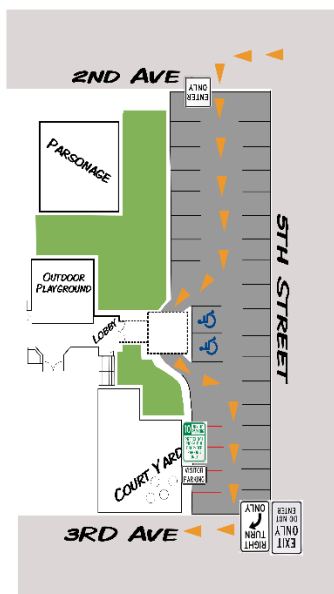 2ND AVE
ENTER
ONLY
PARSONAGE
5TH STREET
OUTDOOR
PLAYGROUND
LOBBY
10
COURT YARD
VISITOR
PARKING
3RD AVE
RIGHT
TURN
ONLY
EXIT
ONLY
DO NOT
ENTER